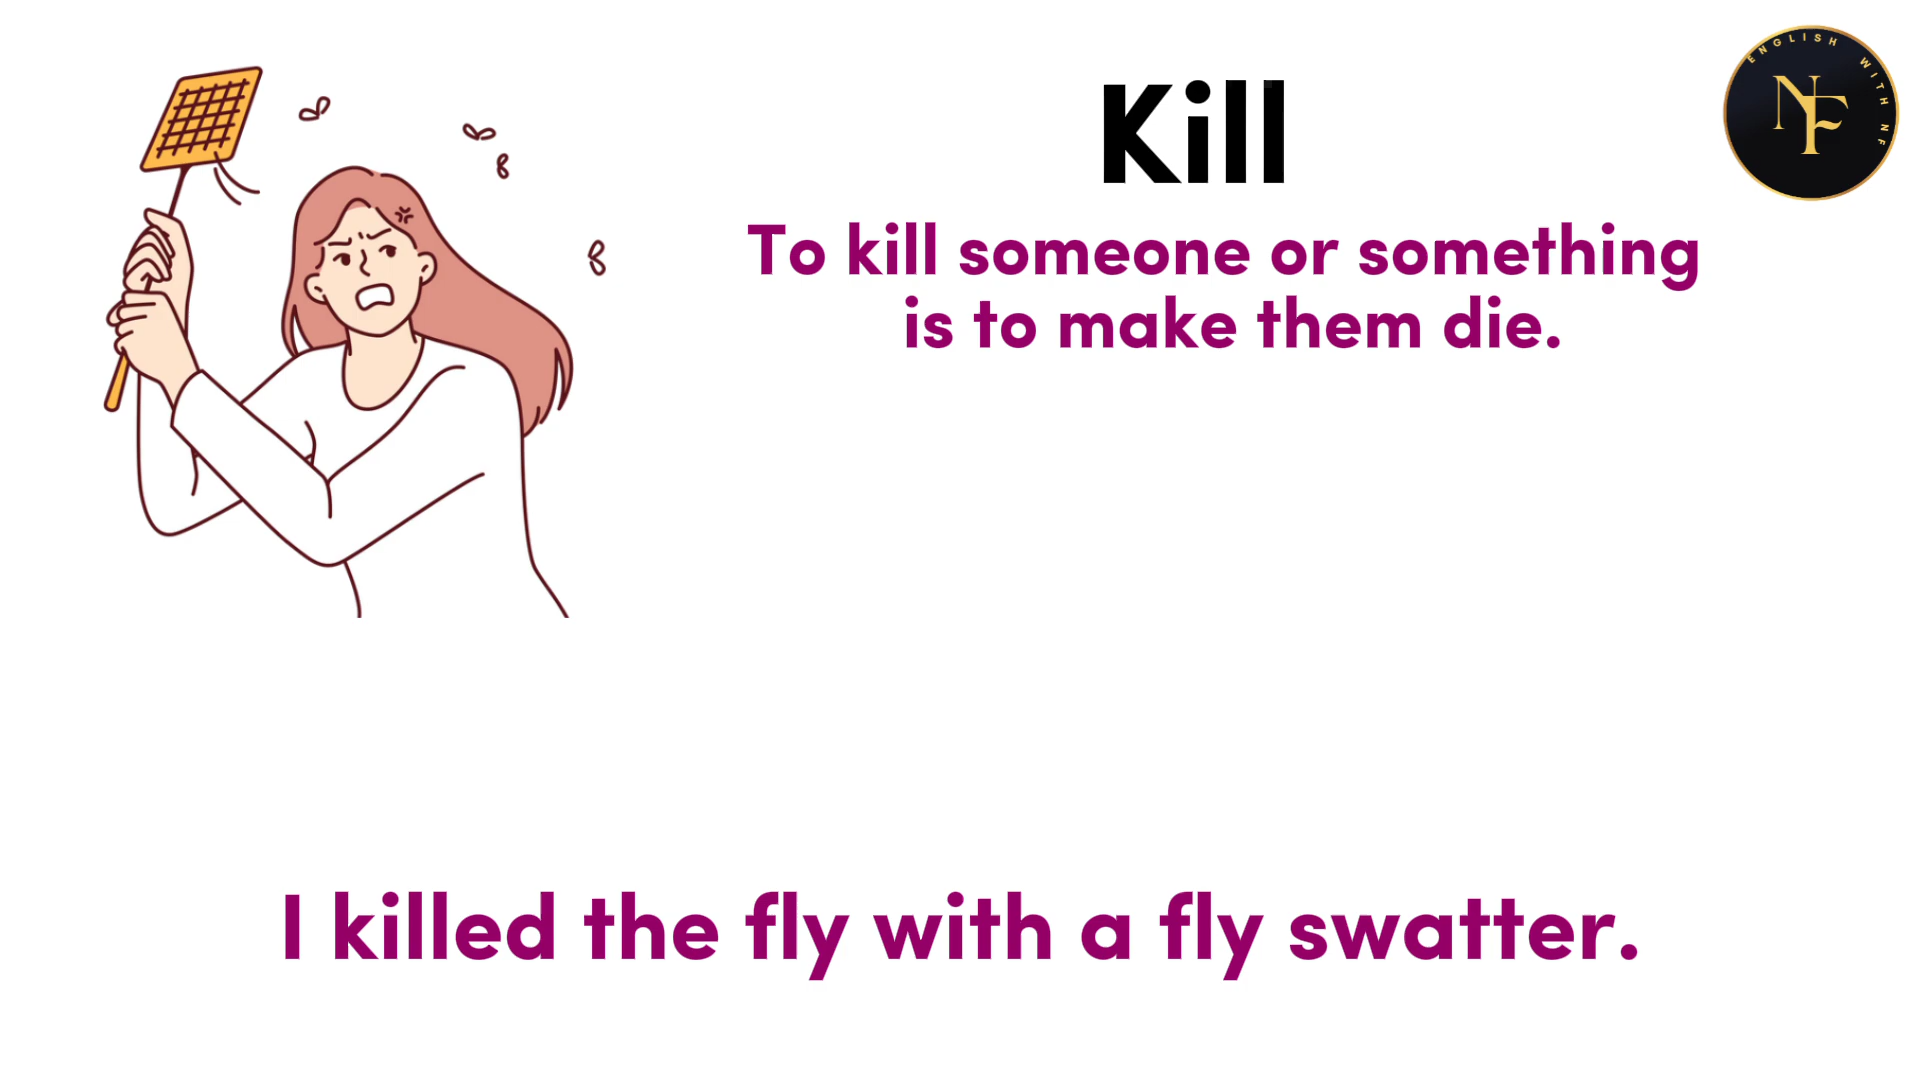 Kill
ENGLISH WITH NF
NF
To kill someone or something
is to make them die.
I killed the fly with a fly swatter.